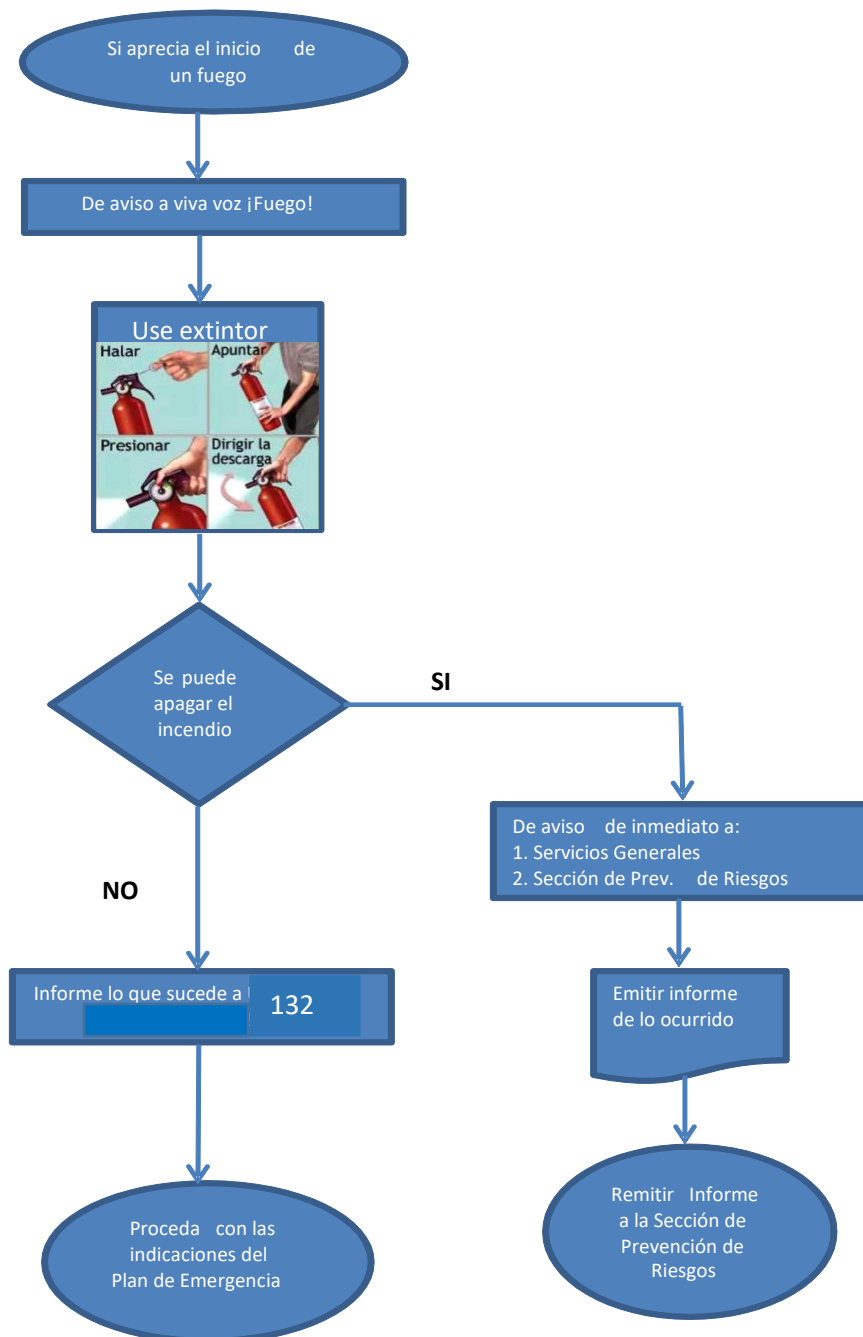 Si aprecia el inicio de
un fuego
De aviso a viva voz ¡Fuego!
Use extintor
Halar
Apuntar
Presionar
Dirigir la
descarga
Se puede
apagar el
incendio
SI
De aviso de inmediato a:
1. Servicios Generales
2. Sección de Prev. de Riesgos
NO
Informe lo que sucede a
132
Emitir informe
de lo ocurrido
Proceda con las
indicaciones del
Plan de Emergencia
Remitir Informe
a la Sección de
Prevención de
Riesgos